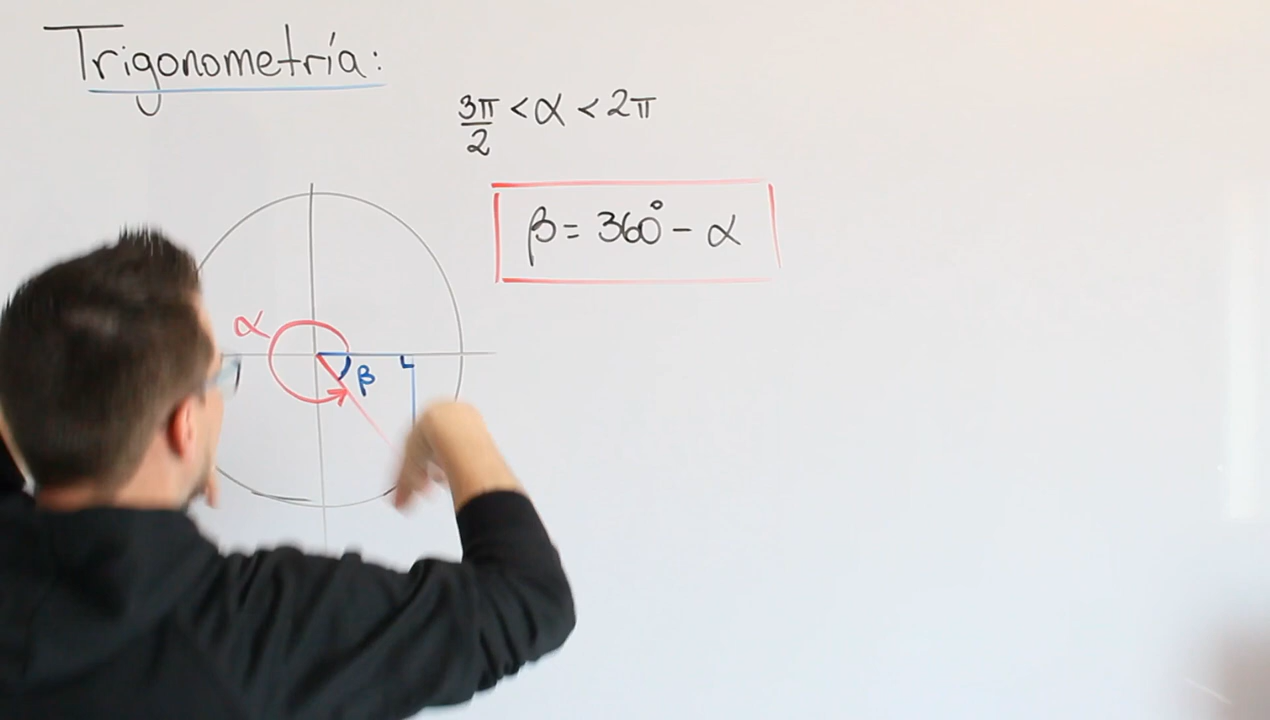 Trigonometría:
3π/2 < α < 2π
β = 360° - α
α
β